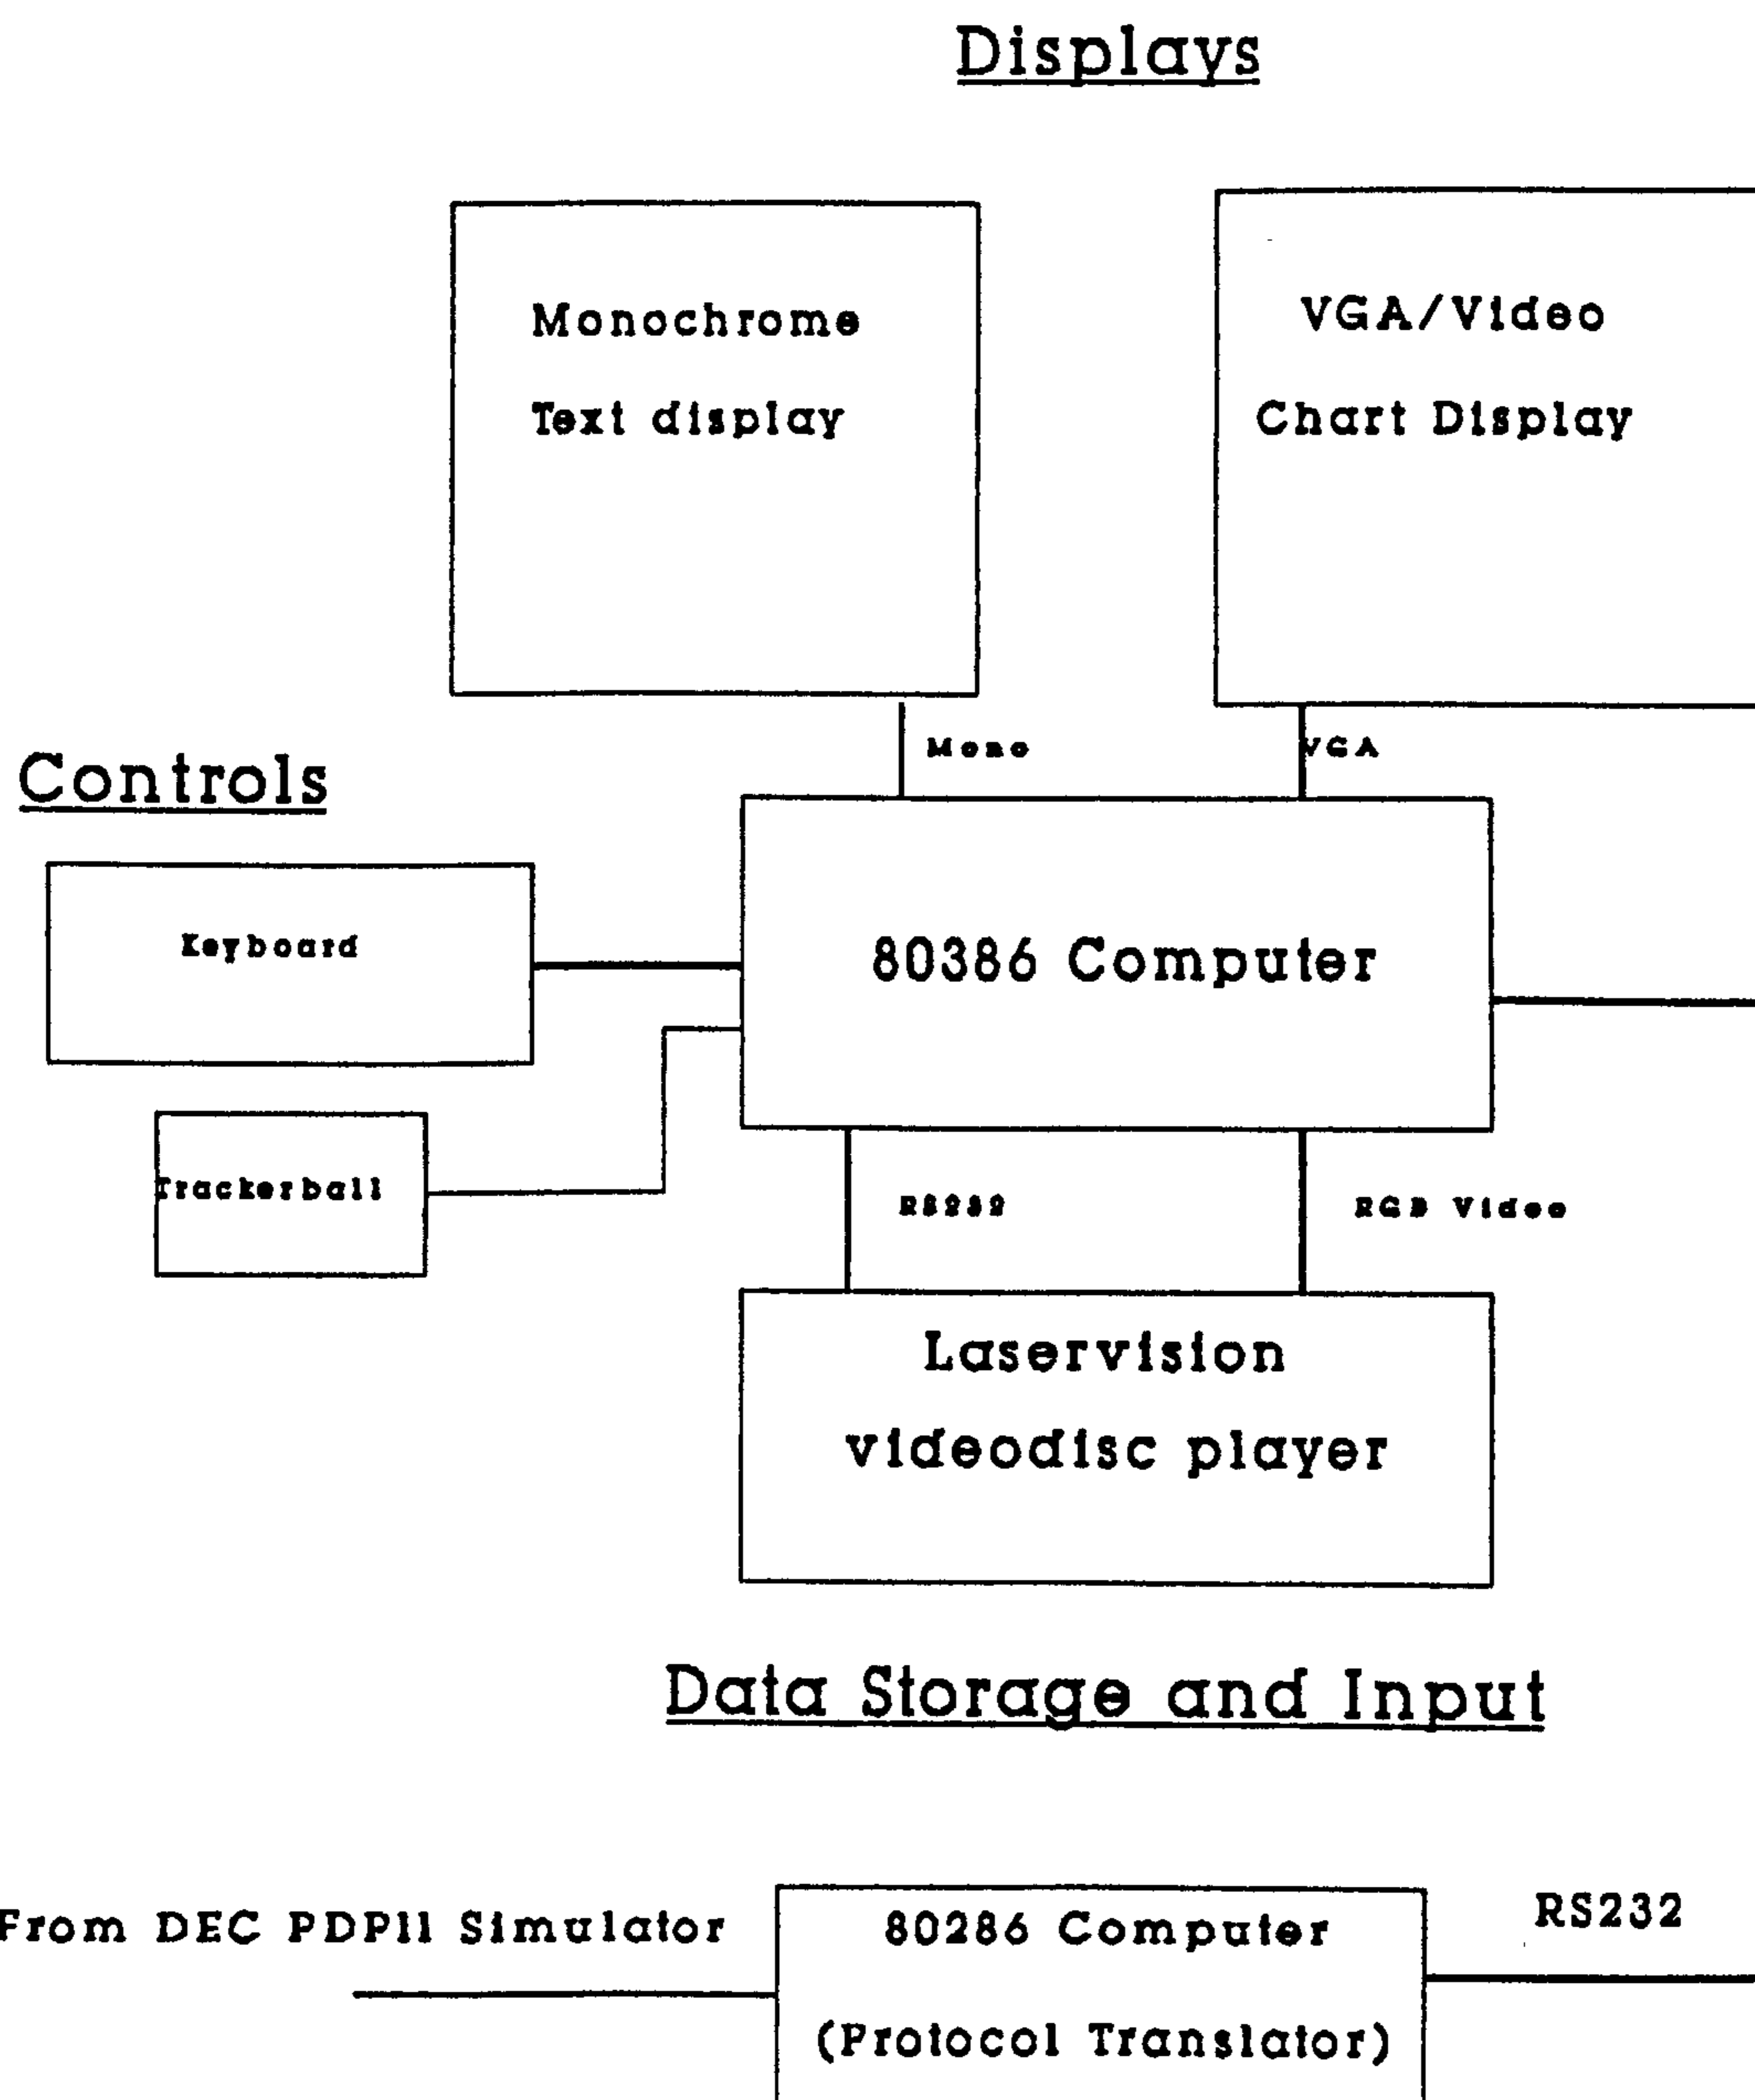 Displays
Monochrome
Text display
VGA/Video
Chart Display
Mono
VGA
Controls
Keyboard
80386 Computer
Trackerball
RS232
RGB Video
Laservision
videodisc player
Data Storage and Input
From DEC PDP11 Simulator
80286 Computer
(Protocol Translator)
RS232